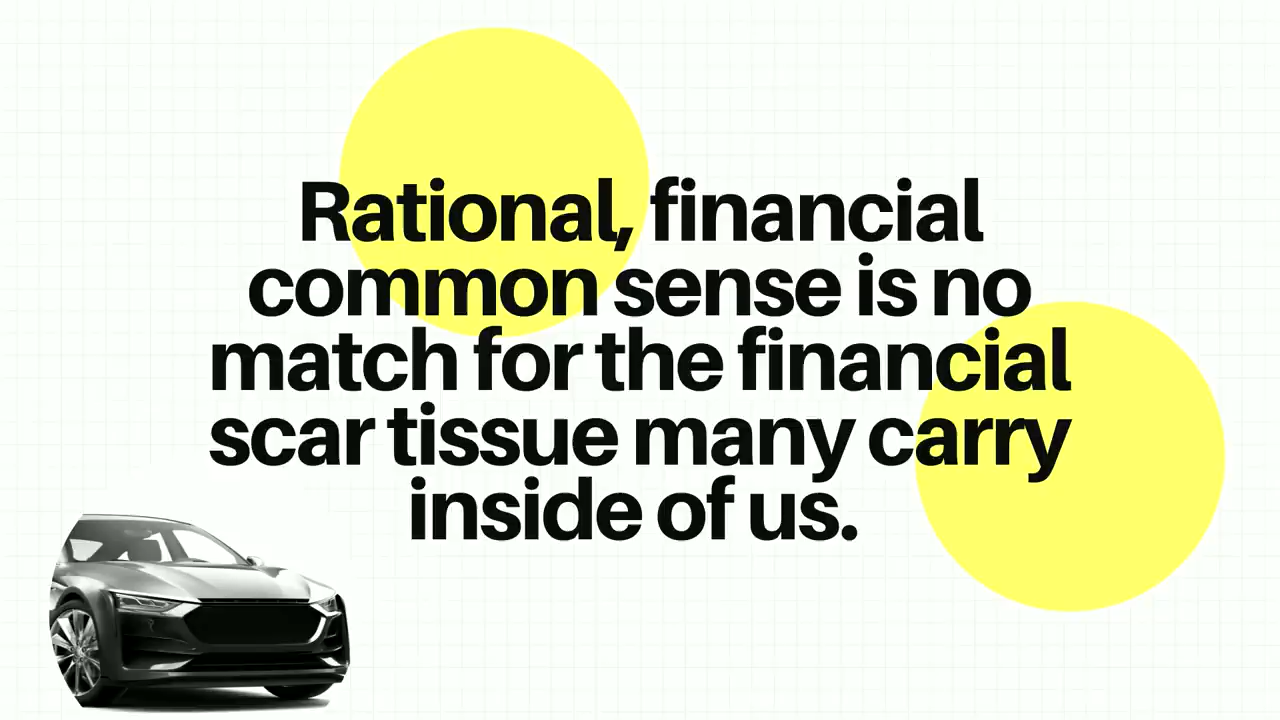 Rational, financial
common sense is no
match for the financial
scar tissue many carry
inside of us.